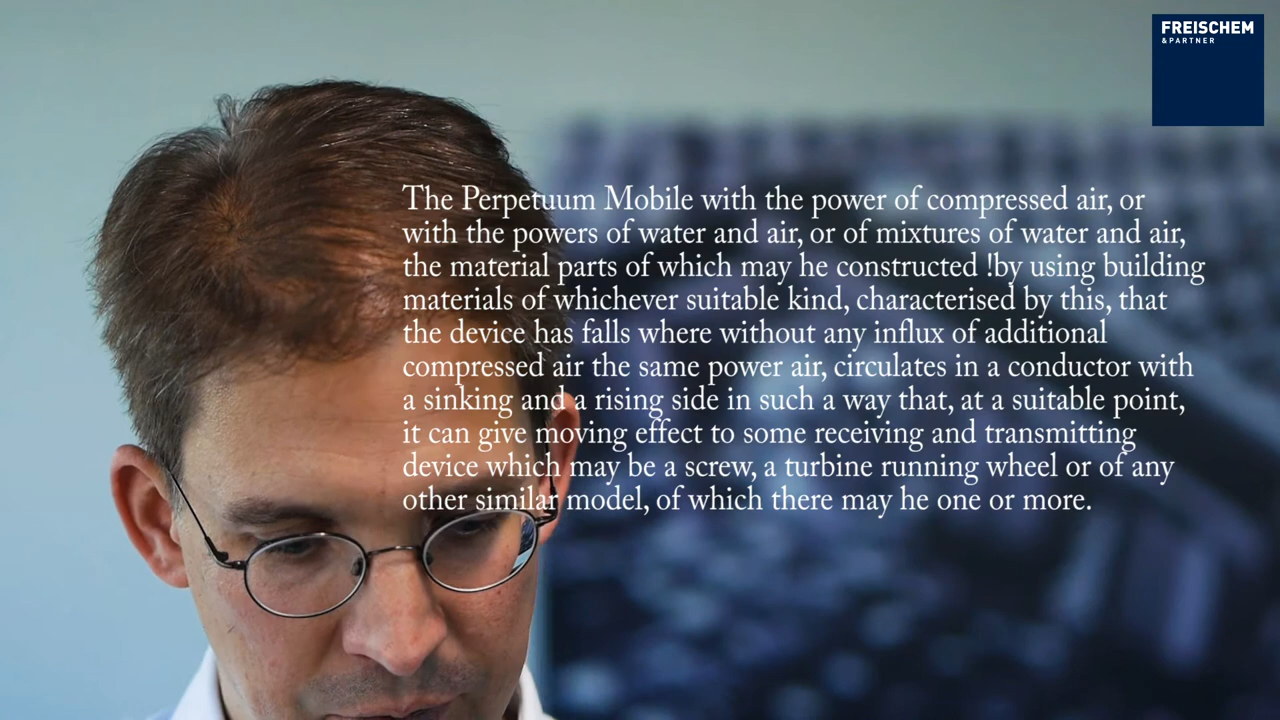 FREISCHEM
& PARTNER
The Perpetuum Mobile with the power of compressed air, or
with the powers of water and air, or of mixtures of water and air,
the material parts of which may he constructed !by using building
materials of whichever suitable kind, characterised by this, that
the device has falls where without any influx of additional
compressed air the same power air, circulates in a conductor with
a sinking and a rising side in such a way that, at a suitable point,
it can give moving effect to some receiving and transmitting
device which may be a screw, a turbine running wheel or of any
other similar model, of which there may he one or more.